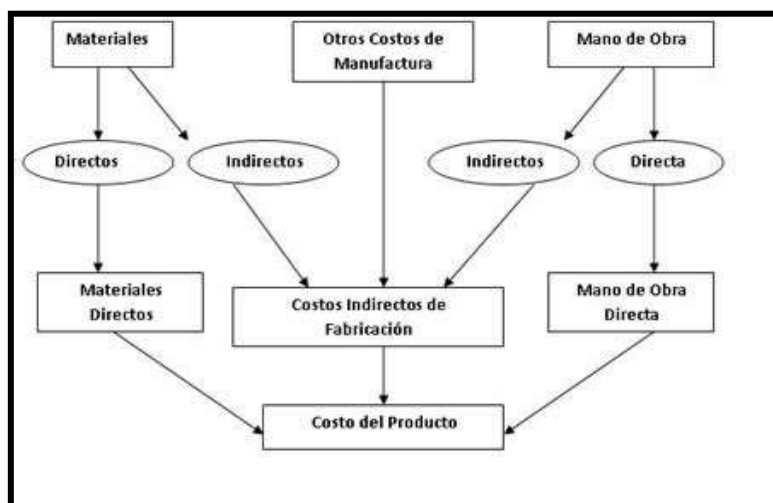 Materiales
Otros Costos de
Manufactura
Mano de Obra
Directos
Indirectos
Indirectos
Directa
Materiales
Directos
Costos Indirectos de
Fabricación
Mano de Obra
Directa
Costo del Producto